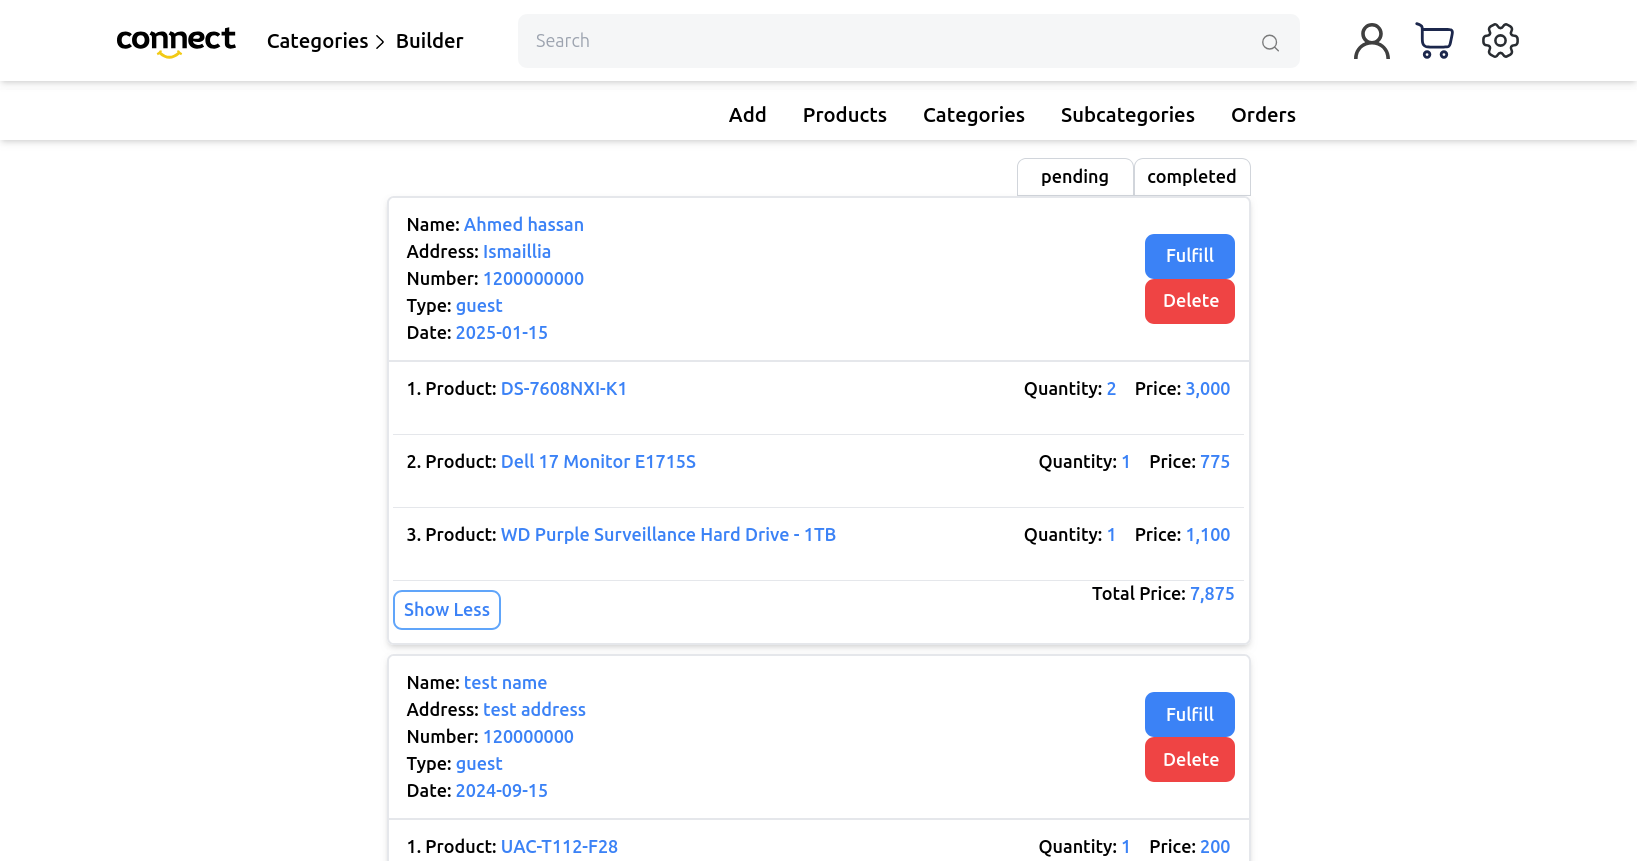 connect Categories Builder Search
Add Products Categories Subcategories Orders
pending completed
Name: Ahmed hassan
Address: Ismaillia
Number: 1200000000
Type: guest
Date: 2025-01-15
Fulfill
Delete
1. Product: DS-7608NXI-K1 Quantity: 2 Price: 3,000
2. Product: Dell 17 Monitor E1715S Quantity: 1 Price: 775
3. Product: WD Purple Surveillance Hard Drive - 1TB Quantity: 1 Price: 1,100
Total Price: 7,875
Show Less
Name: test name
Address: test address
Number: 120000000
Type: guest
Date: 2024-09-15
Fulfill
Delete
1. Product: UAC-T112-F28 Quantity: 1 Price: 200